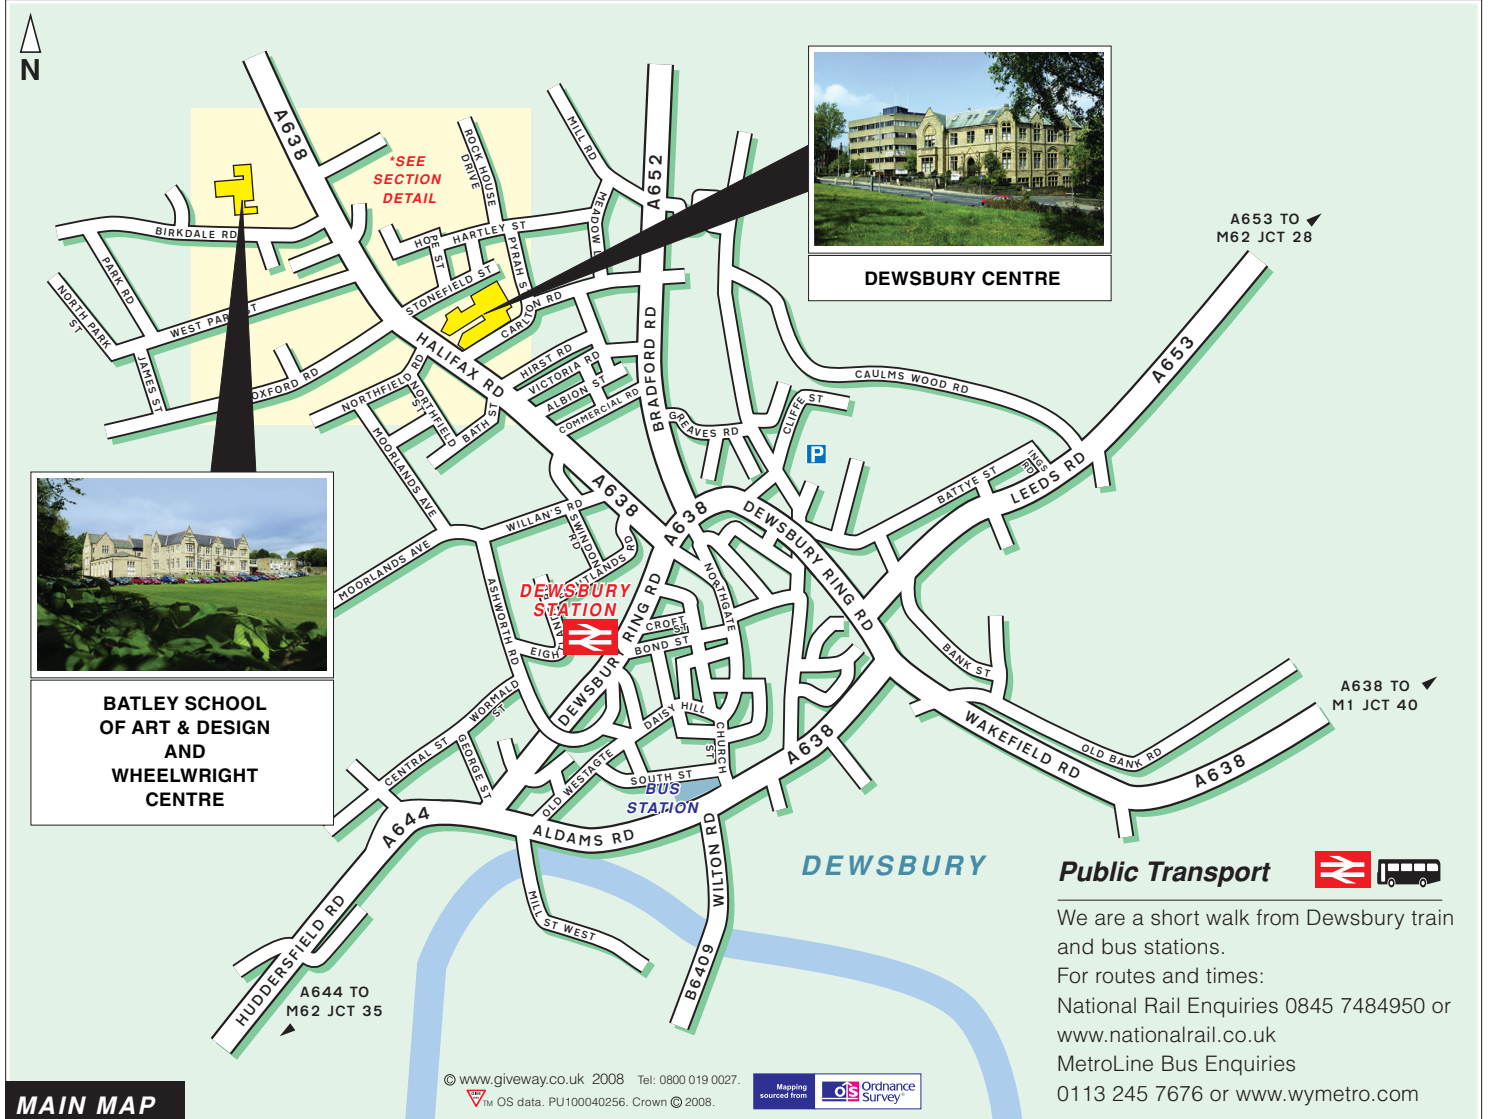 N
A638
*SEE
SECTION
DETAIL
ROCK HOUSE
DRIVE
MILL RD
A652
MEADOW L
BIRKDALE RD
PARK RD
NORTH PARK
ST
WEST PARK ST
JAMES ST
OXFORD RD
HOPE ST
HARTLEY ST
PYRAH S
STONEFIELD ST
CARLTON RD
HALIFAX RD
NORTHFIELD RD
NORTHFIELD
ST
BATH ST
HIRST RD
VICTORIA RD
ALBION ST
COMMERCIAL RD
BRADFORD RD
GREAVES RD
CLIFFE ST
P
CAULMS WOOD RD
DEWSBURY CENTRE
A653 TO
M62 JCT 28
A653
LEEDS RD
INGS
RD
BATTYE ST
MOORLANDS AVE
MOORLANDS AVE
WILLAN'S RD
SWINDON
RD
A638
A638
DEWSBURY RING RD
NORTHGATE
ASHWORTH RD
DEWSBURY
STATION
EIGH
DEWSBURY RING RD
CROFT
ST
BOND ST
DAISY HILL
CHURCH
ST
SOUTH ST
BUS
STATION
OLD WESTAGTE
WORMALD
ST
CENTRAL ST
GEORGE ST
A644
ALDAMS RD
A638
WILTON RD
B6409
MILL ST WEST
HUDDERSFIELD RD
A644 TO
M62 JCT 35
BANK ST
WAKEFIELD RD
OLD BANK RD
A638
A638 TO
M1 JCT 40
BATLEY SCHOOL
OF ART & DESIGN
AND
WHEELWRIGHT
CENTRE
DEWSBURY
Public Transport
We are a short walk from Dewsbury train
and bus stations.
For routes and times:
National Rail Enquiries 0845 7484950 or
www.nationalrail.co.uk
MetroLine Bus Enquiries
0113 245 7676 or www.wymetro.com
© www.giveway.co.uk 2008 Tel: 0800 019 0027.
TM OS data. PU100040256. Crown © 2008.
Mapping
sourced from
Ordnance
Survey®
MAIN MAP